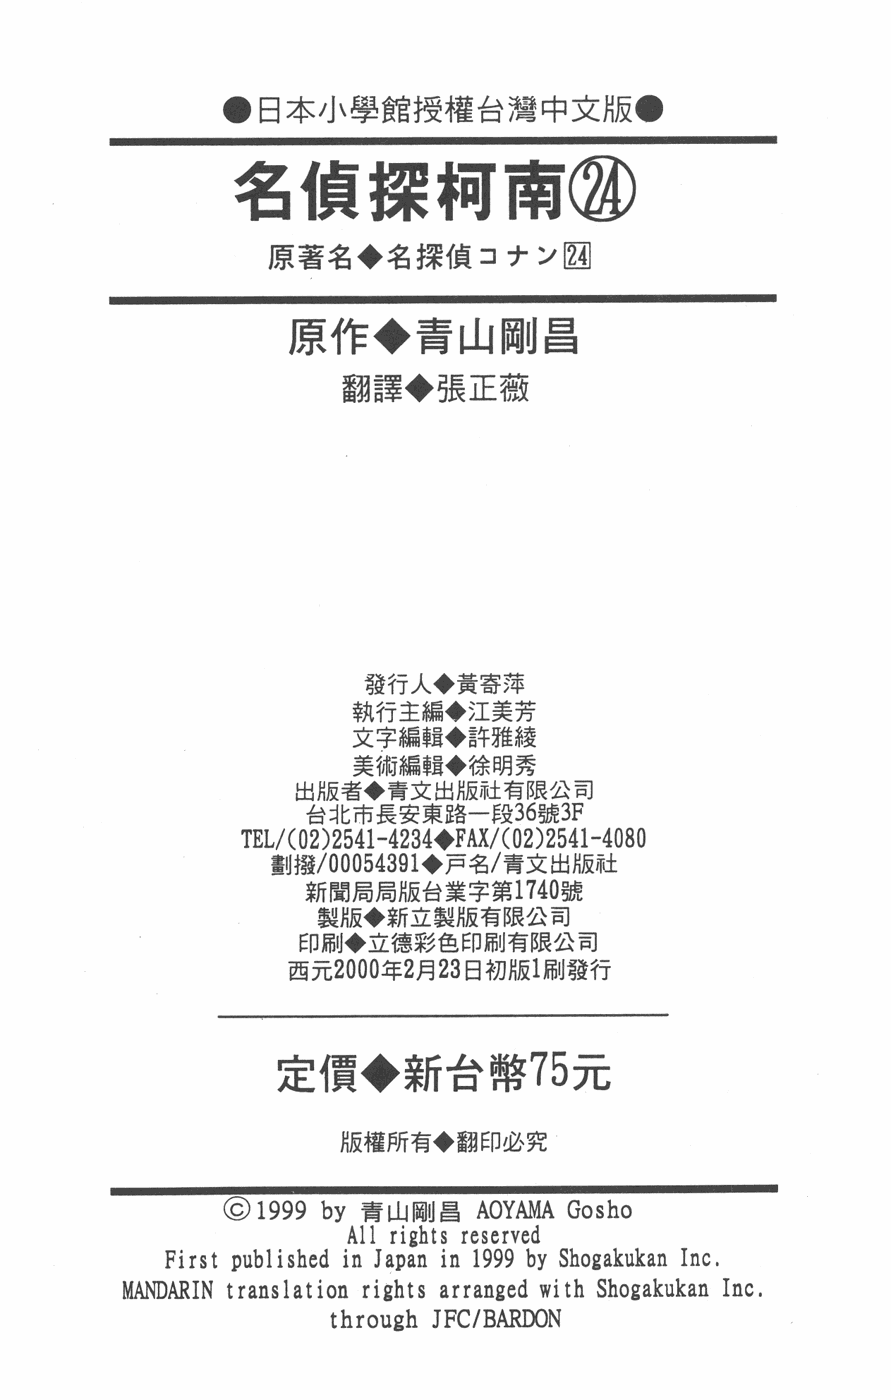 ●日本小學館授權台灣中文版●
名偵探柯南㉔
原著名◆名探偵コナン24
原作◆青山剛昌
翻譯◆張正薇
發行人◆黃寄萍
執行主編◆江美芳
文字編輯◆許雅綾
美術編輯◆徐明秀
出版者◆青文出版社有限公司
台北市長安東路一段36號3F
TEL/(02)2541-4234◆FAX/(02)2541-4080
劃撥/00054391◆戶名/青文出版社
新聞局局版台業字第1740號
製版◆新立製版有限公司
印刷◆立德彩色印刷有限公司
西元2000年2月23日初版1刷發行
定價◆新台幣75元
版權所有◆翻印必究
©1999 by 青山剛昌 AOYAMA Gosho
All rights reserved
First published in Japan in 1999 by Shogakukan Inc.
MANDARIN translation rights arranged with Shogakukan Inc.
through JFC/BARDON